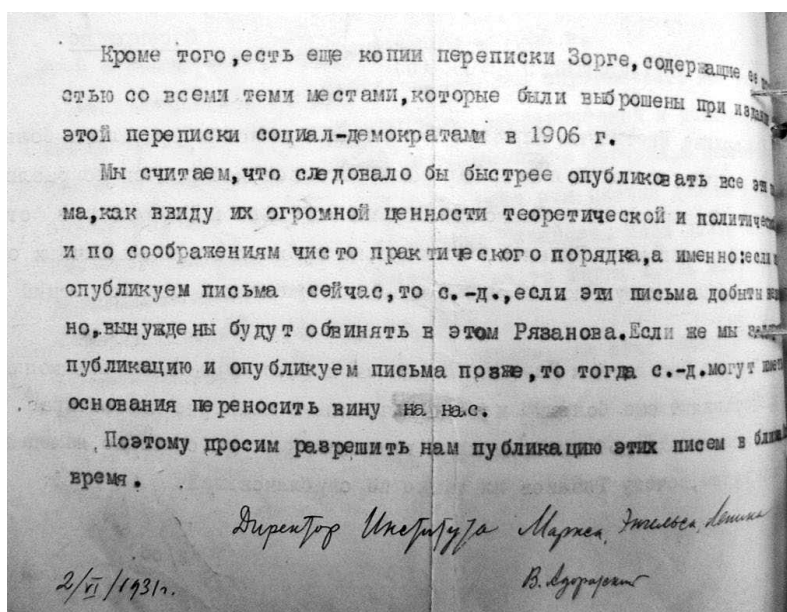 Кроме того,есть еще копии переписки Зорге,содержащие ее
стью со всеми теми местами,которые были выброшены при
этой переписки социал-демократами в 1906 г.
Мы считаем,что следовало бы быстрее опубликовать все
ма,как ввиду их огромной ценности теоретической и
и по соображениям чисто практического порядка,а именно:если
опубликуем письма сейчас,то с.-д.,если эти письма добыты
но,вынуждены будут обвинять в этом Рязанова.Если же мы
публикацию и опубликуем письма позже,то тогда с.-д.могут
основания переносить вину на нас.
Поэтому просим разрешить нам публикацию этих писем в
время.
Директор Института Маркса, Энгельса, Ленина
2/VI/1931г. В. Адоратский